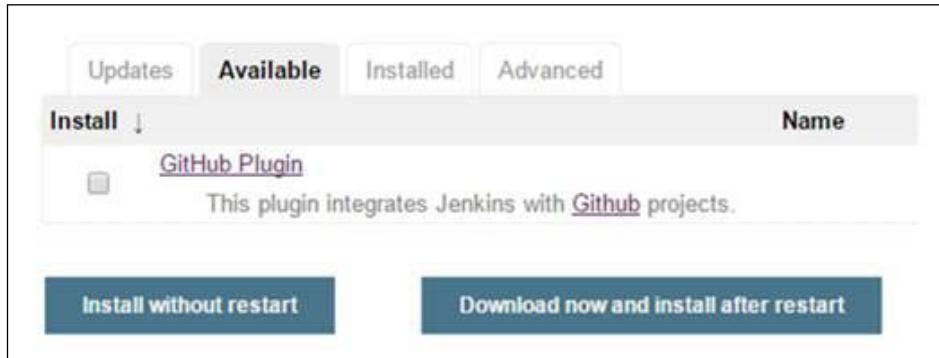 Updates Available Installed Advanced
Install ↓ Name
GitHub Plugin
This plugin integrates Jenkins with Github projects.
Install without restart Download now and install after restart